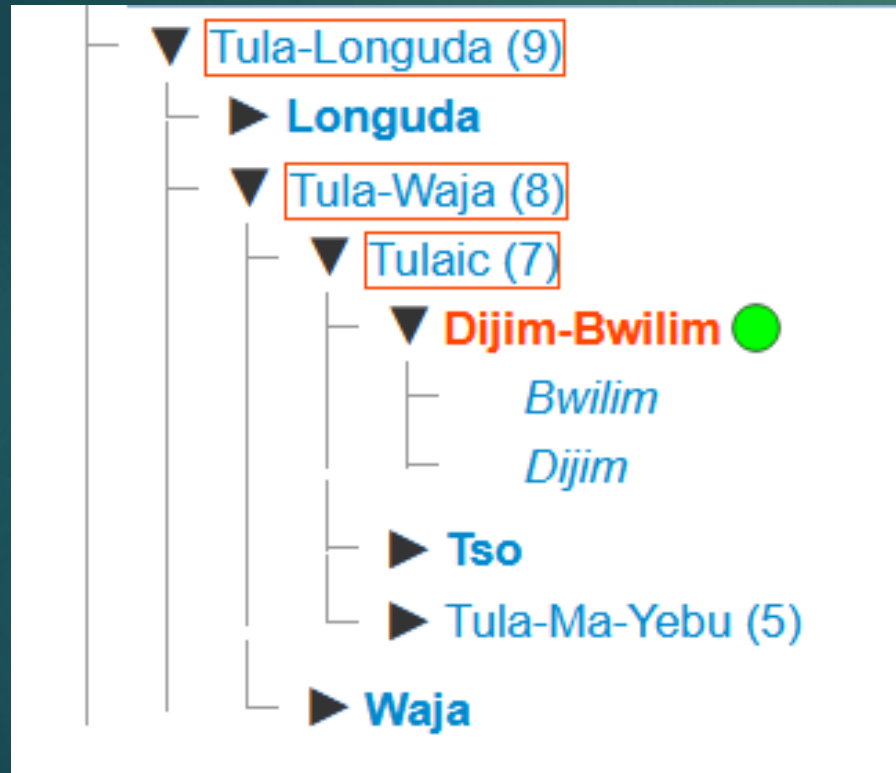 Tula-Longuda (9)
Longuda
Tula-Waja (8)
Tulaic (7)
Dijim-Bwilim
Bwilim
Dijim
Tso
Tula-Ma-Yebu (5)
Waja